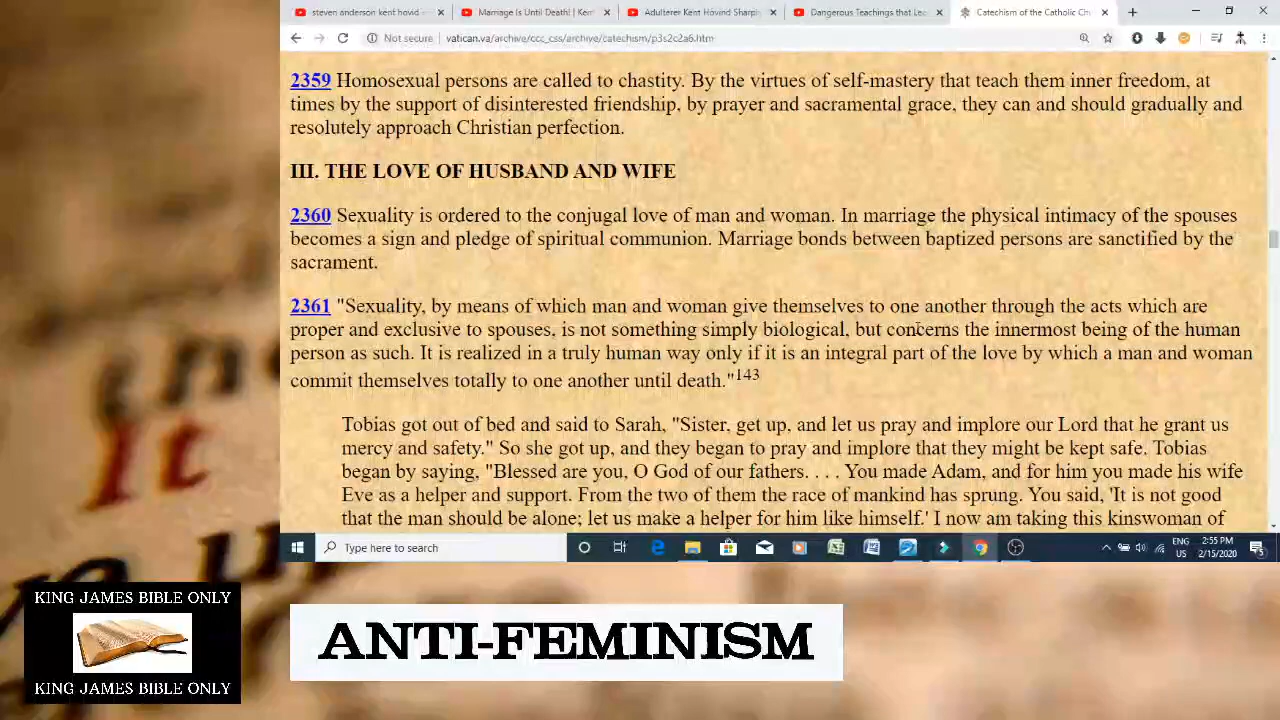 steven anderson kent hovid
Marriage Is Until Death! | Ken
Adulterer Kent Hovind Sharply
Dangerous Teachings that Le
Catechism of the Catholic Ch
Not secure | vatican.va/archive/ccc_css/archive/catechism/p3s2c2a6.htm
2359 Homosexual persons are called to chastity. By the virtues of self-mastery that teach them inner freedom, at
times by the support of disinterested friendship, by prayer and sacramental grace, they can and should gradually and
resolutely approach Christian perfection.
III. THE LOVE OF HUSBAND AND WIFE
2360 Sexuality is ordered to the conjugal love of man and woman. In marriage the physical intimacy of the spouses
becomes a sign and pledge of spiritual communion. Marriage bonds between baptized persons are sanctified by the
sacrament.
2361 "Sexuality, by means of which man and woman give themselves to one another through the acts which are
proper and exclusive to spouses, is not something simply biological, but concerns the innermost being of the human
person as such. It is realized in a truly human way only if it is an integral part of the love by which a man and woman
commit themselves totally to one another until death."143
Tobias got out of bed and said to Sarah, "Sister, get up, and let us pray and implore our Lord that he grant us
mercy and safety." So she got up, and they began to pray and implore that they might be kept safe. Tobias
began by saying, "Blessed are you, O God of our fathers. . . . You made Adam, and for him you made his wife
Eve as a helper and support. From the two of them the race of mankind has sprung. You said, 'It is not good
that the man should be alone; let us make a helper for him like himself.' I now am taking this kinswoman of
Type here to search
ENG
US
2:55 PM
2/15/2020
5
It
KING JAMES BIBLE ONLY
KING JAMES BIBLE ONLY
ANTI-FEMINISM